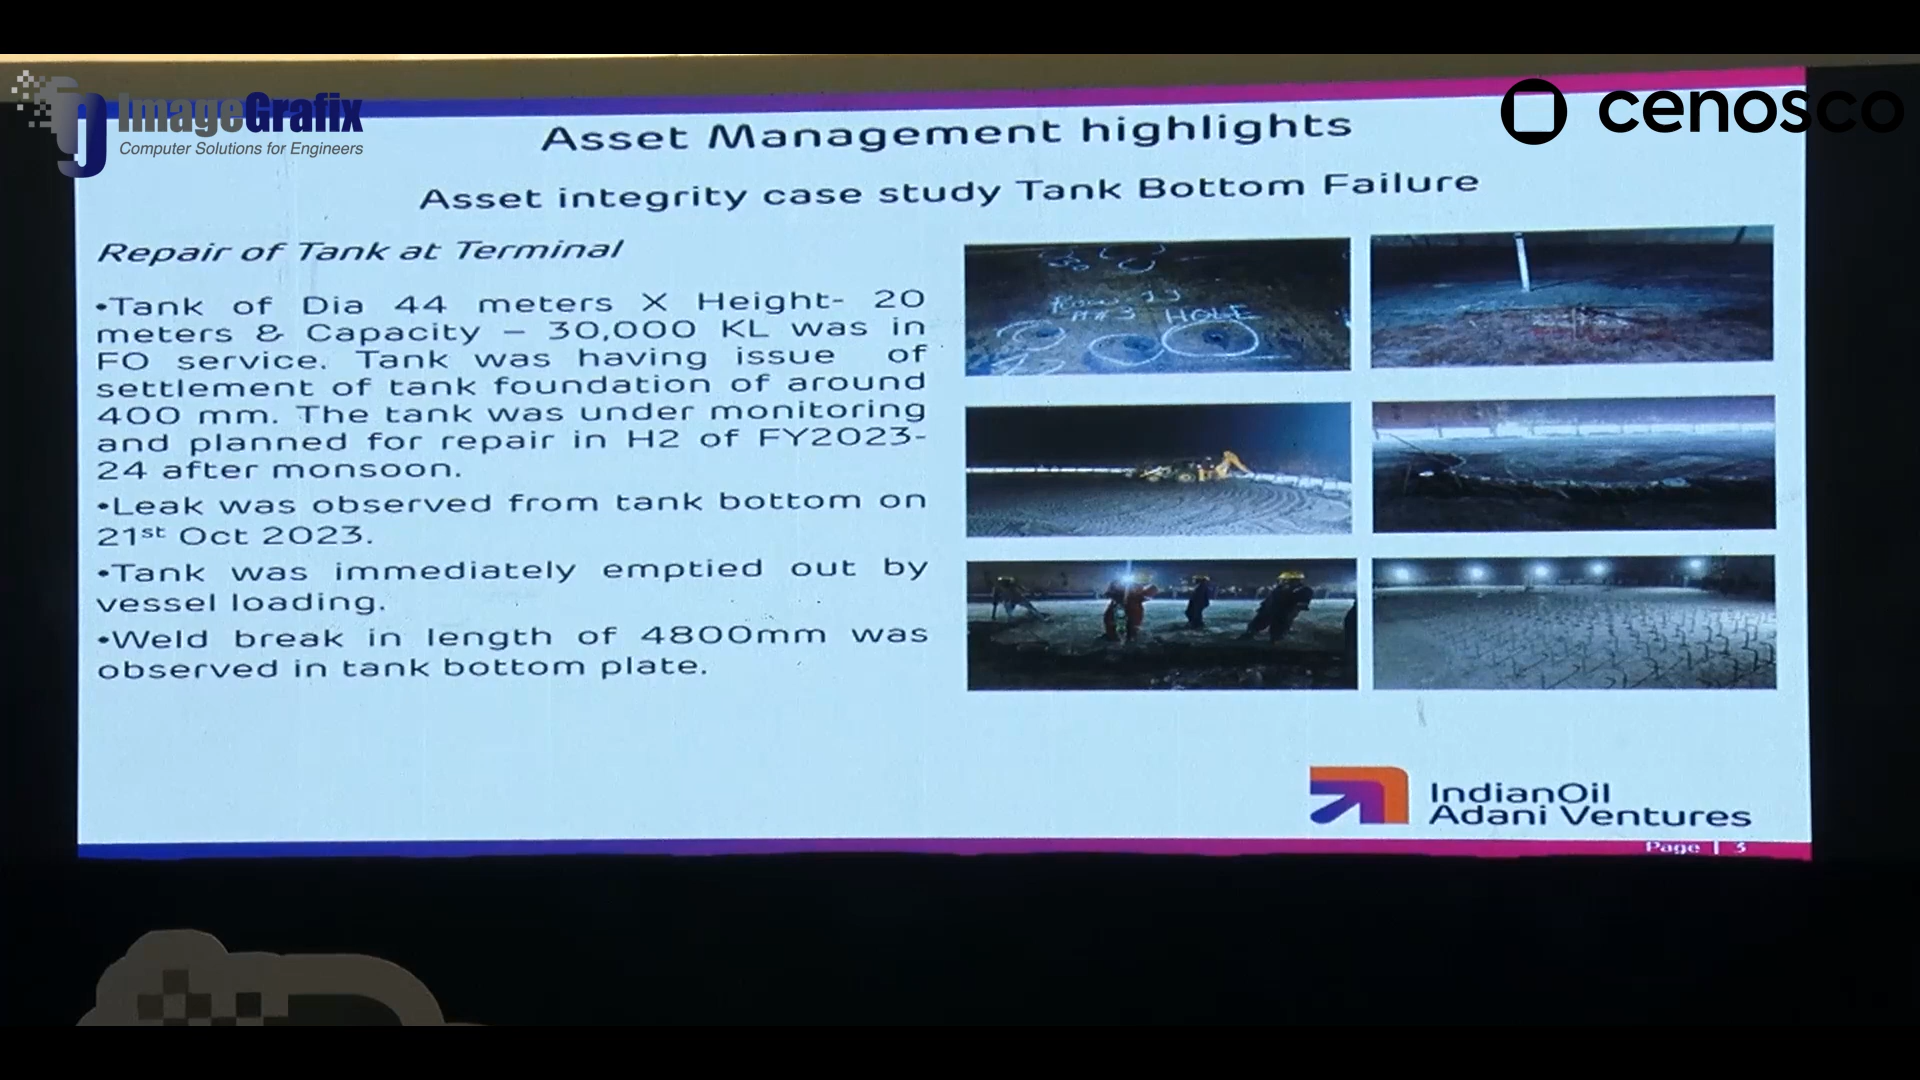 ImageGrafix
Computer Solutions for Engineers
cenosco
Asset Management highlights
Asset integrity case study Tank Bottom Failure
Repair of Tank at Terminal
•Tank of Dia 44 meters X Height- 20
meters & Capacity – 30,000 KL was in
FO service. Tank was having issue of
settlement of tank foundation of around
400 mm. The tank was under monitoring
and planned for repair in H2 of FY2023-
24 after monsoon.
•Leak was observed from tank bottom on
21st Oct 2023.
•Tank was immediately emptied out by
vessel loading.
•Weld break in length of 4800mm was
observed in tank bottom plate.
HOLE
IndianOil
Adani Ventures
Page | 3